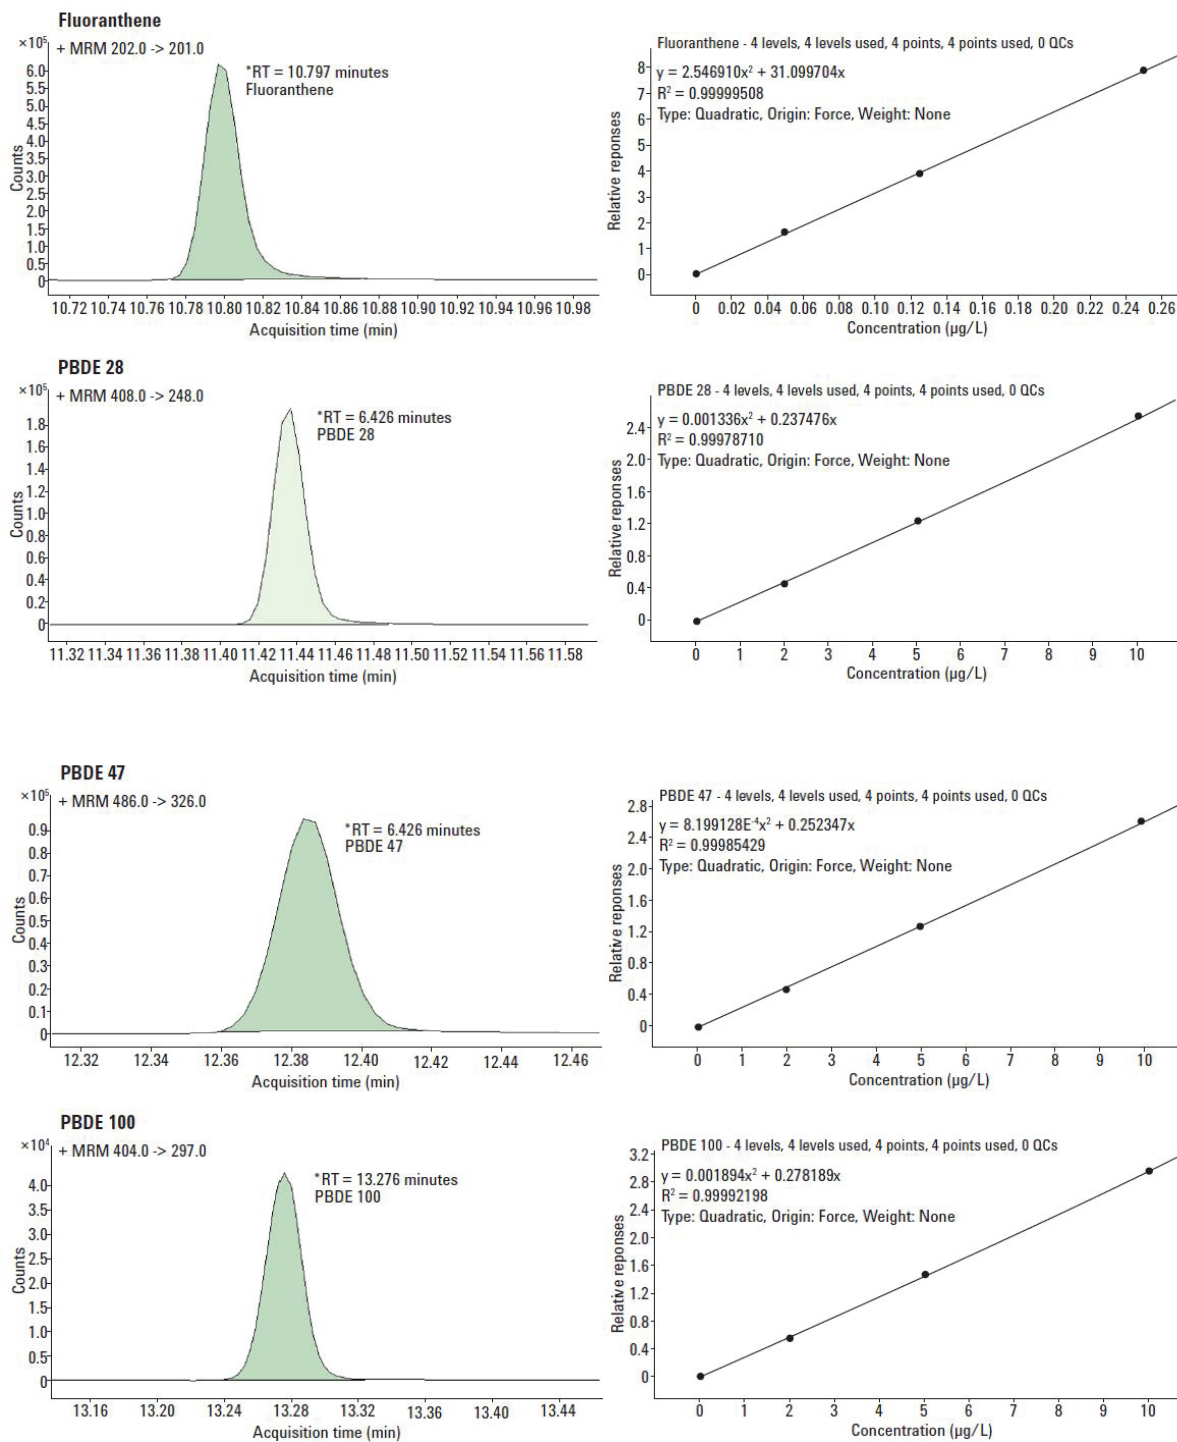 Fluoranthene
×10⁵
+ MRM 202.0 -> 201.0
*RT = 10.797 minutes
Fluoranthene
6.0
5.5
5.0
4.5
4.0
3.5
3.0
2.5
2.0
1.5
1.0
0.5
0
Counts
10.72 10.74 10.76 10.78 10.80 10.82 10.84 10.86 10.88 10.90 10.92 10.94 10.96 10.98
Acquisition time (min)
Fluoranthene - 4 levels, 4 levels used, 4 points, 4 points used, 0 QCs
y = 2.546910x² + 31.099704x
R² = 0.99999508
Type: Quadratic, Origin: Force, Weight: None
8
7
6
5
4
3
2
1
0
Relative reponses
0 0.02 0.04 0.06 0.08 0.10 0.12 0.14 0.16 0.18 0.20 0.22 0.24 0.26
Concentration (µg/L)
PBDE 28
×10⁵
+ MRM 408.0 -> 248.0
*RT = 6.426 minutes
PBDE 28
1.8
1.6
1.4
1.2
1.0
0.8
0.6
0.4
0.2
0
Counts
11.32 11.34 11.36 11.38 11.40 11.42 11.44 11.46 11.48 11.50 11.52 11.54 11.56 11.58
Acquisition time (min)
PBDE 28 - 4 levels, 4 levels used, 4 points, 4 points used, 0 QCs
y = 0.001336x² + 0.237476x
R² = 0.99978710
Type: Quadratic, Origin: Force, Weight: None
2.4
2.0
1.6
1.2
0.8
0.4
0
Relative reponses
0 1 2 3 4 5 6 7 8 9 10
Concentration (µg/L)
PBDE 47
×10⁵
+ MRM 486.0 -> 326.0
*RT = 6.426 minutes
PBDE 47
0.9
0.8
0.7
0.6
0.5
0.4
0.3
0.2
0.1
0
Counts
12.32 12.34 12.36 12.38 12.40 12.42 12.44 12.46
Acquisition time (min)
PBDE 47 - 4 levels, 4 levels used, 4 points, 4 points used, 0 QCs
y = 8.199128E⁻⁴x² + 0.252347x
R² = 0.99985429
Type: Quadratic, Origin: Force, Weight: None
2.8
2.4
2.0
1.6
1.2
0.8
0.4
0
Relative reponses
0 1 2 3 4 5 6 7 8 9 10
Concentration (µg/L)
PBDE 100
×10⁴
+ MRM 404.0 -> 297.0
*RT = 13.276 minutes
PBDE 100
4.0
3.5
3.0
2.5
2.0
1.5
1.0
0.5
0
Counts
13.16 13.20 13.24 13.28 13.32 13.36 13.40 13.44
Acquisition time (min)
PBDE 100 - 4 levels, 4 levels used, 4 points, 4 points used, 0 QCs
y = 0.001894x² + 0.278189x
R² = 0.99992198
Type: Quadratic, Origin: Force, Weight: None
3.2
2.8
2.4
2.0
1.6
1.2
0.8
0.4
0
Relative reponses
0 1 2 3 4 5 6 7 8 9 10
Concentration (µg/L)